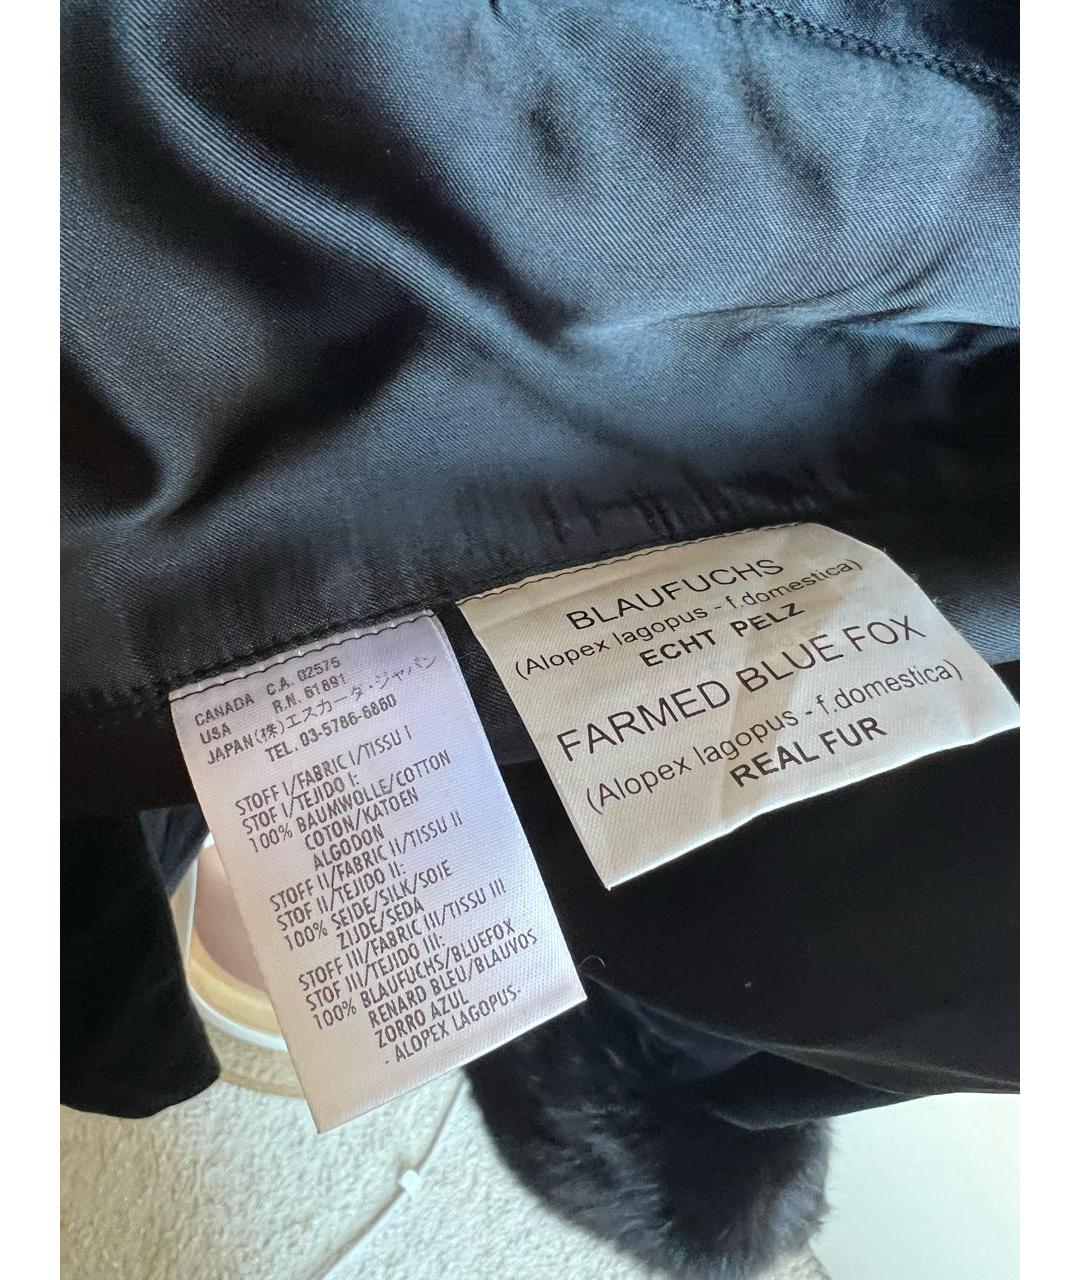 CANADA C.A. 02575
USA R.N. 61891
JAPAN(株)エスカーダ・ジャパン
TEL. 03-5786-6860
STOFF I/FABRIC I/TISSU I
STOF I/TEJIDO I:
100% BAUMWOLLE/COTTON
COTON/KATOEN
ALGODON
STOFF II/FABRIC II/TISSU II
STOF II/TEJIDO II:
100% SEIDE/SILK/SOIE
ZIJDE/SEDA
STOFF III/FABRIC III/TISSU III
STOF III/TEJIDO III:
100% BLAUFUCHS/BLUEFOX
RENARD BLEU/BLAUVOS
ZORRO AZUL
- ALOPEX LAGOPUS-
BLAUFUCHS
(Alopex lagopus - f.domestica)
ECHT PELZ
FARMED BLUE FOX
(Alopex lagopus - f.domestica)
REAL FUR